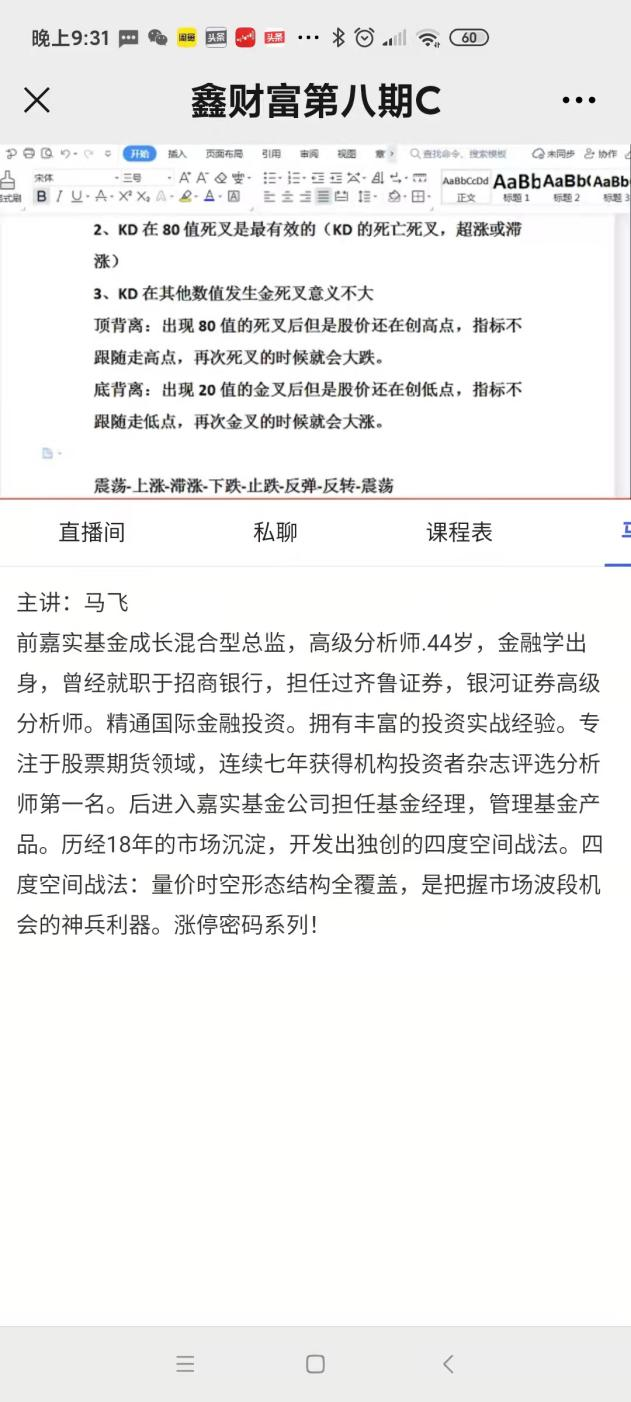 晚上9:31 闲鱼 头条 头条 ... 60
鑫财富第八期C
开始 插入 页面布局 引用 审阅 视图 章 查找命令、搜索模板 未同步 协作
宋体 三号 AaBbCcDd AaBb AaBb( AaBb
式刷 B I U A X² X₂ A A A 正文 标题 1 标题 2 标题 3
2、KD 在 80 值死叉是最有效的（KD 的死亡死叉，超涨或滞
涨）
3、KD 在其他数值发生金死叉意义不大
顶背离：出现 80 值的死叉后但是股价还在创高点，指标不
跟随走高点，再次死叉的时候就会大跌。
底背离：出现 20 值的金叉后但是股价还在创低点，指标不
跟随走低点，再次金叉的时候就会大涨。
震荡-上涨-滞涨-下跌-止跌-反弹-反转-震荡
直播间 私聊 课程表
主讲：马飞
前嘉实基金成长混合型总监，高级分析师.44岁，金融学出
身，曾经就职于招商银行，担任过齐鲁证券，银河证券高级
分析师。精通国际金融投资。拥有丰富的投资实战经验。专
注于股票期货领域，连续七年获得机构投资者杂志评选分析
师第一名。后进入嘉实基金公司担任基金经理，管理基金产
品。历经18年的市场沉淀，开发出独创的四度空间战法。四
度空间战法：量价时空形态结构全覆盖，是把握市场波段机
会的神兵利器。涨停密码系列！